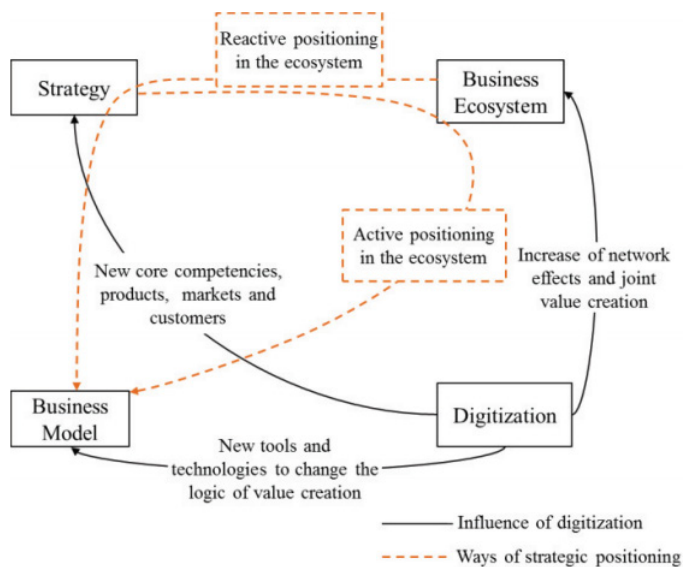 Reactive positioning
in the ecosystem
Strategy
Business
Ecosystem
Active positioning
in the ecosystem
New core competencies,
products, markets and
customers
Increase of network
effects and joint
value creation
Business
Model
Digitization
New tools and
technologies to change the
logic of value creation
Influence of digitization
Ways of strategic positioning